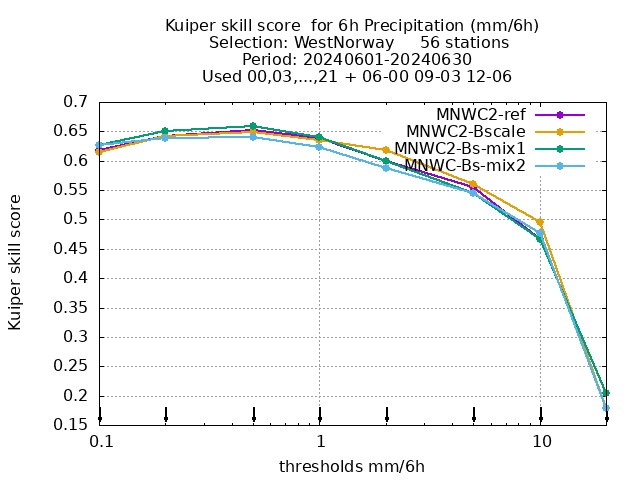 Kuiper skill score  for 6h Precipitation (mm/6h)
Selection: WestNorway     56 stations
Period: 20240601-20240630
Used 00,03,...,21 + 06-00 09-03 12-06
MNWC2-ref
MNWC2-Bscale
MNWC2-Bs-mix1
MNWC-Bs-mix2
Kuiper skill score
0.7
0.65
0.6
0.55
0.5
0.45
0.4
0.35
0.3
0.25
0.2
0.15
0.1
1
10
thresholds mm/6h